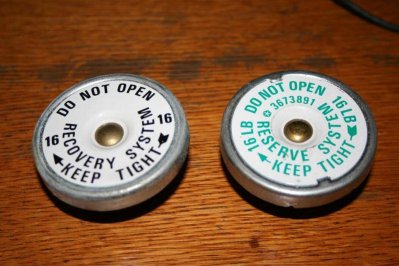 DO NOT OPEN
16 16
RECOVERY SYSTEM
KEEP TIGHT
DO NOT OPEN
16LB 16LB
3673891
RESERVE SYSTEM
KEEP TIGHT